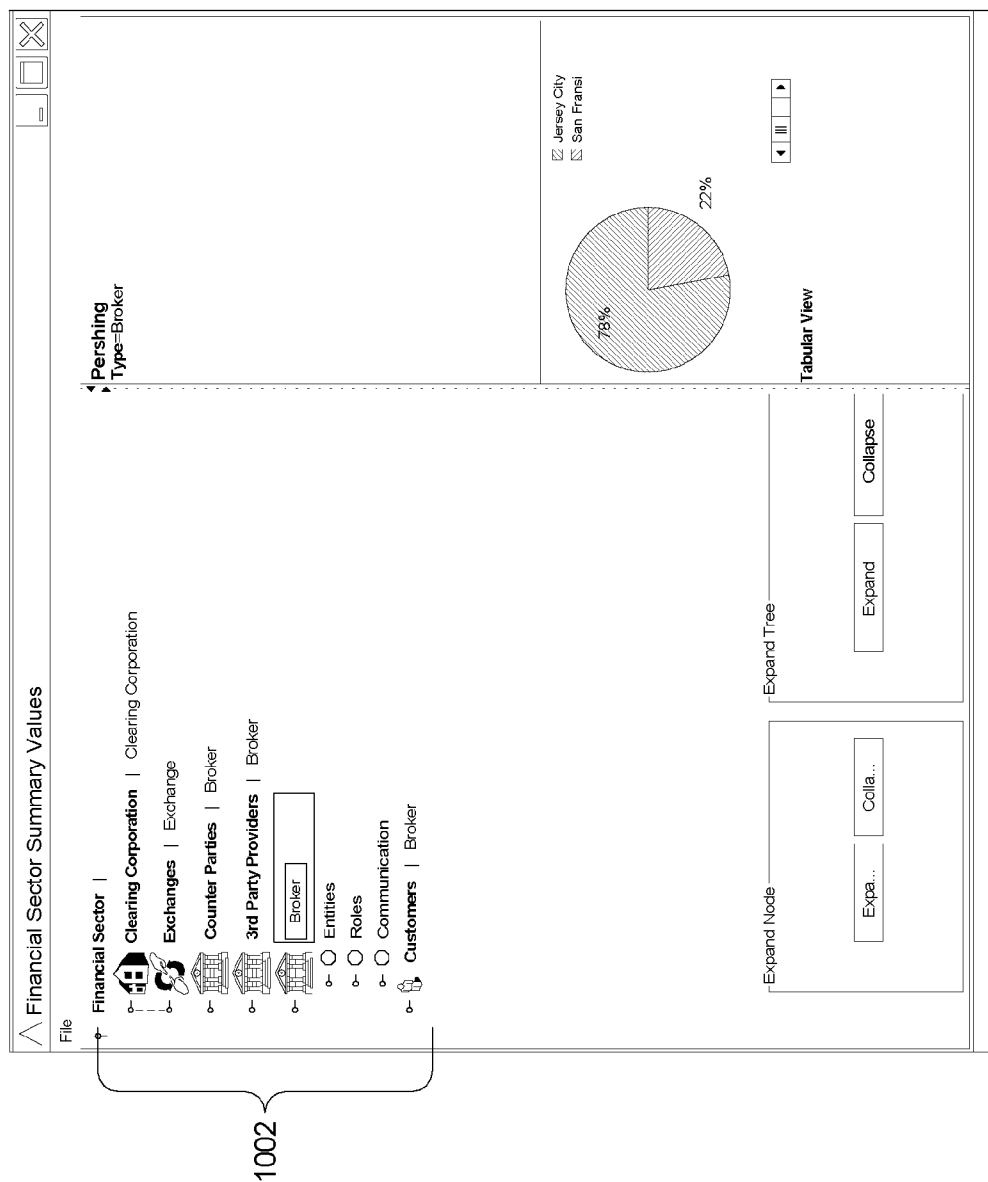 Financial Sector Summary Values
File
Financial Sector |
Clearing Corporation | Clearing Corporation
Exchanges | Exchange
Counter Parties | Broker
3rd Party Providers | Broker
Broker
Entities
Roles
Communication
Customers | Broker
1002
Expand Node
Expa...
Colla...
Expand Tree
Expand
Collapse
Pershing
Type=Broker
78%
22%
Jersey City
San Fransi
Tabular View